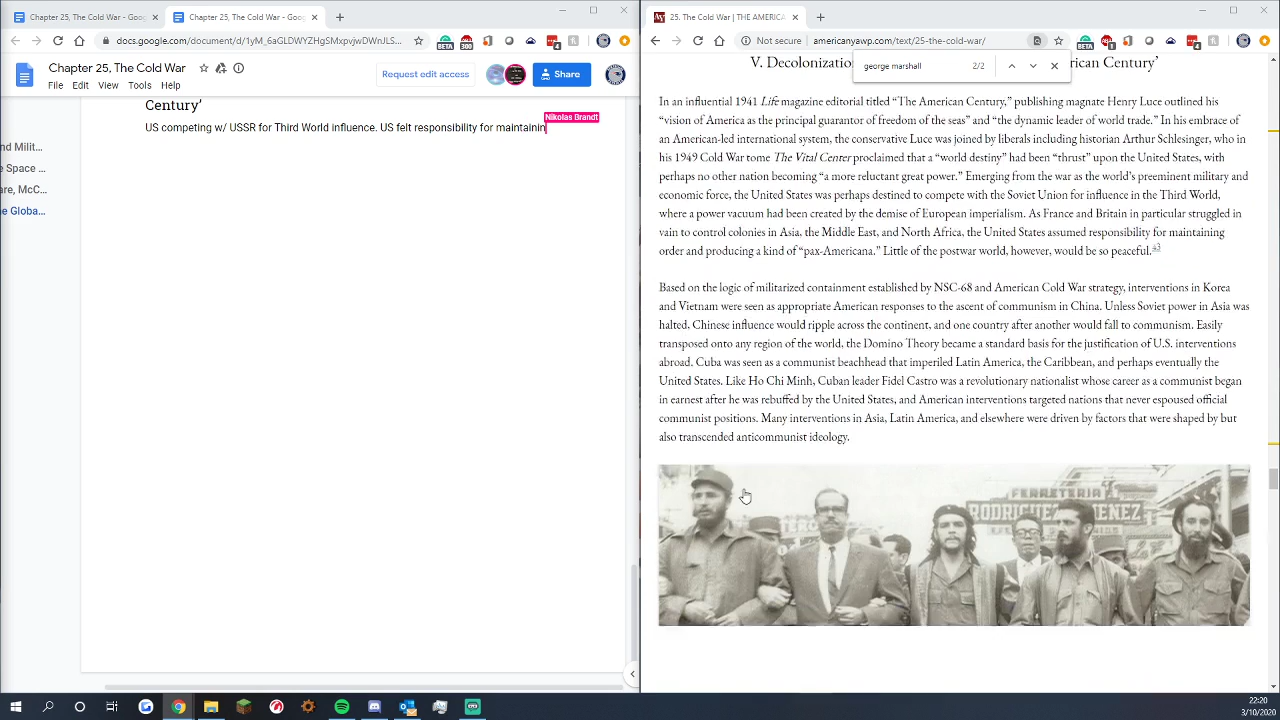 Chapter 25, The Cold War - Goo
Chapter 25, The Cold War - Goo
docs.google.com/document/d/1yM_6aGLDWYZHgSMxpvjwDWnJLS...
BETA
300
4
Chapter 25, The Cold War
File Edit View Tools Help
Request edit access
Share
Century'
Nikolas Brandt
US competing w/ USSR for Third World influence. US felt responsibility for maintainin
nd Milit...
e Space ...
are, McC...
e Globa...
25. The Cold War | THE AMERICA
Not secure
americanyawp.com/text/25-the-cold-war/
BETA
1
4
george marshall
2/2
V. Decolonizatio
rican Century'
In an influential 1941 Life magazine editorial titled “The American Century,” publishing magnate Henry Luce outlined his
“vision of America as the principal guarantor of freedom of the seas” and “the dynamic leader of world trade.” In his embrace of
an American-led international system, the conservative Luce was joined by liberals including historian Arthur Schlesinger, who in
his 1949 Cold War tome The Vital Center proclaimed that a “world destiny” had been “thrust” upon the United States, with
perhaps no other nation becoming “a more reluctant great power.” Emerging from the war as the world’s preeminent military and
economic force, the United States was perhaps destined to compete with the Soviet Union for influence in the Third World,
where a power vacuum had been created by the demise of European imperialism. As France and Britain in particular struggled in
vain to control colonies in Asia, the Middle East, and North Africa, the United States assumed responsibility for maintaining
order and producing a kind of “pax-Americana.” Little of the postwar world, however, would be so peaceful.43
Based on the logic of militarized containment established by NSC-68 and American Cold War strategy, interventions in Korea
and Vietnam were seen as appropriate American responses to the ascent of communism in China. Unless Soviet power in Asia was
halted, Chinese influence would ripple across the continent, and one country after another would fall to communism. Easily
transposed onto any region of the world, the Domino Theory became a standard basis for the justification of U.S. interventions
abroad. Cuba was seen as a communist beachhead that imperiled Latin America, the Caribbean, and perhaps eventually the
United States. Like Ho Chi Minh, Cuban leader Fidel Castro was a revolutionary nationalist whose career as a communist began
in earnest after he was rebuffed by the United States, and American interventions targeted nations that never espoused official
communist positions. Many interventions in Asia, Latin America, and elsewhere were driven by factors that were shaped by but
also transcended anticommunist ideology.
FERRETERIA
22:20
3/10/2020